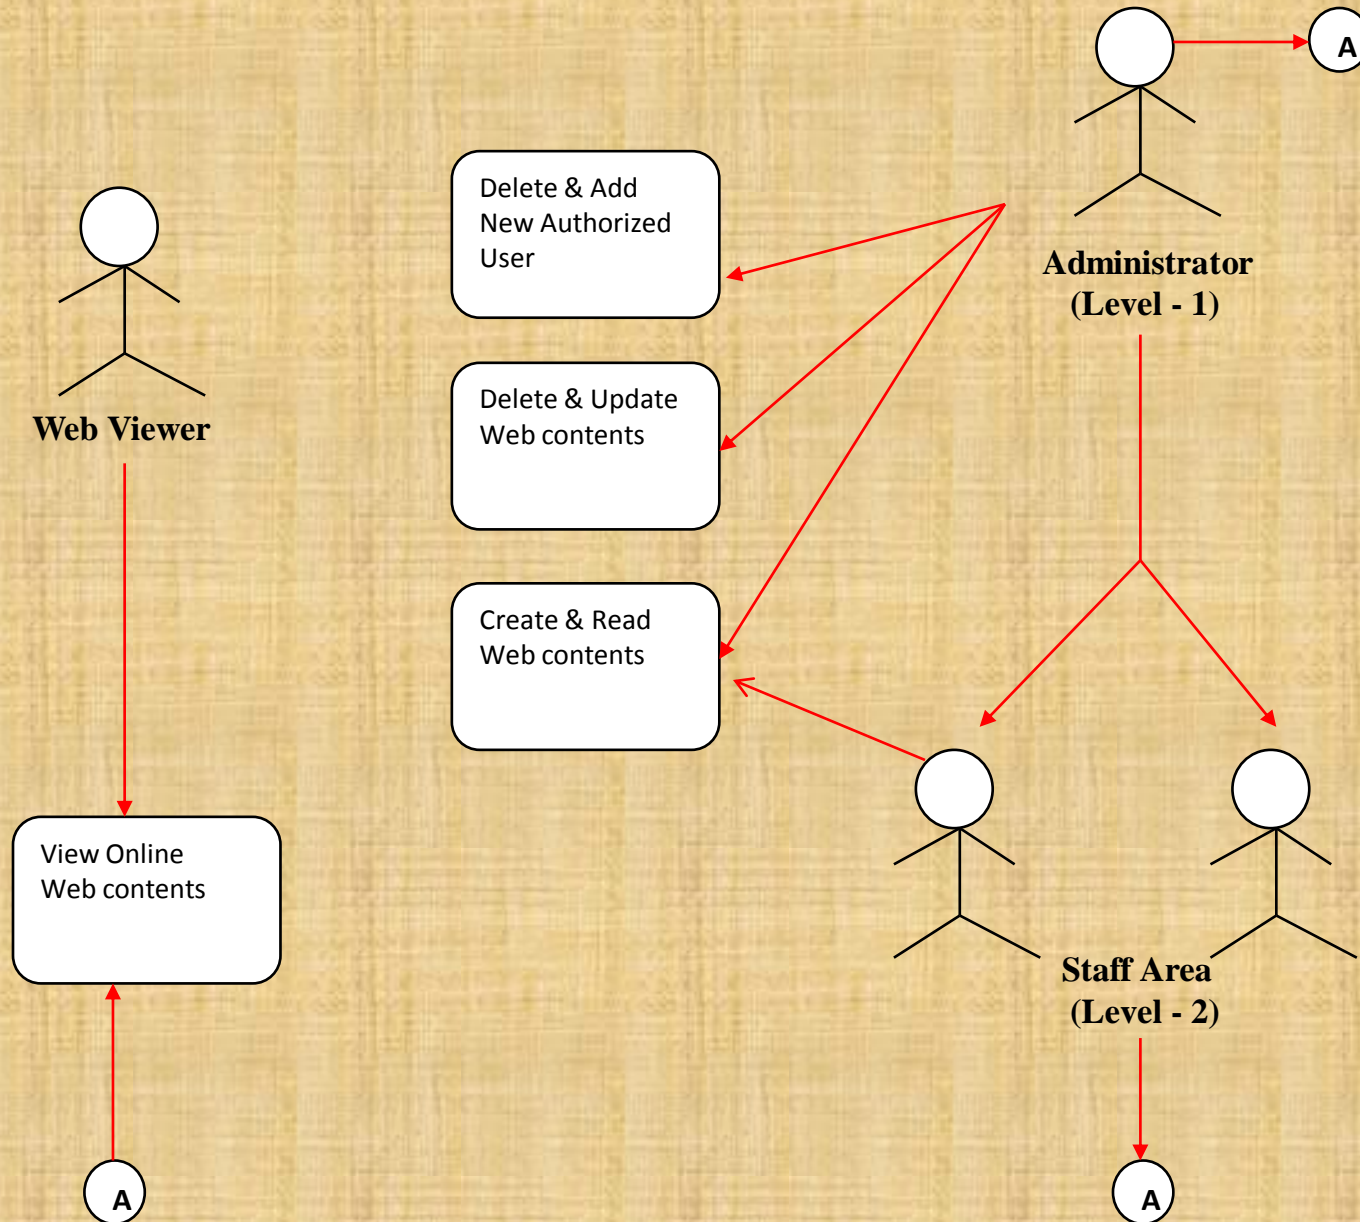 A
Delete & Add
New Authorized
User
Administrator
(Level - 1)
Delete & Update
Web contents
Web Viewer
Create & Read
Web contents
View Online
Web contents
Staff Area
(Level - 2)
A
A